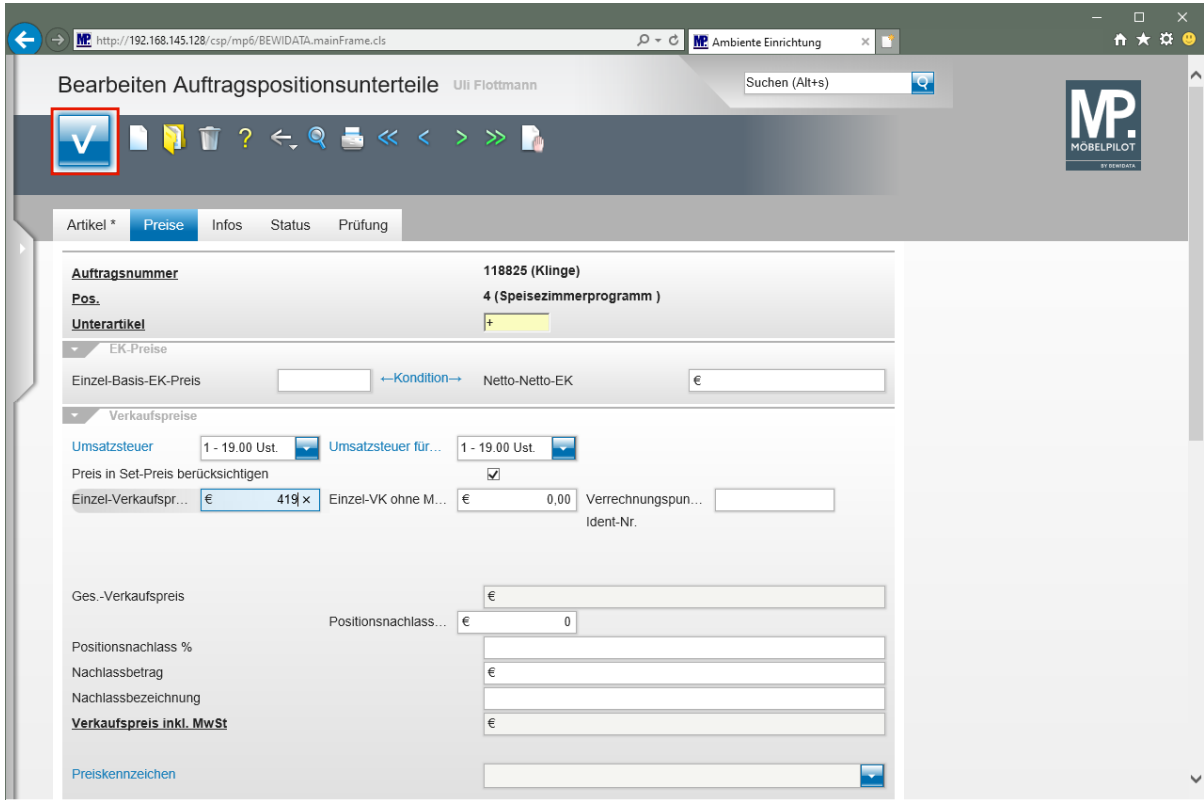 http://192.168.145.128/csp/mp6/BEWIDATA.mainFrame.cls
MP. Ambiente Einrichtung
Bearbeiten Auftragspositionsunterteile Uli Flottmann
Suchen (Alt+s)
MP.
MÖBELPILOT
BY BEWIDATA
Artikel * Preise Infos Status Prüfung
Auftragsnummer 118825 (Klinge)
Pos. 4 (Speisezimmerprogramm )
Unterartikel +
EK-Preise
Einzel-Basis-EK-Preis ←Kondition→ Netto-Netto-EK €
Verkaufspreise
Umsatzsteuer 1 - 19.00 Ust. Umsatzsteuer für... 1 - 19.00 Ust.
Preis in Set-Preis berücksichtigen
Einzel-Verkaufspr... € 419 × Einzel-VK ohne M... € 0,00 Verrechnungspun...
Ident-Nr.
Ges.-Verkaufspreis €
Positionsnachlass... € 0
Positionsnachlass %
Nachlassbetrag €
Nachlassbezeichnung
Verkaufspreis inkl. MwSt €
Preiskennzeichen